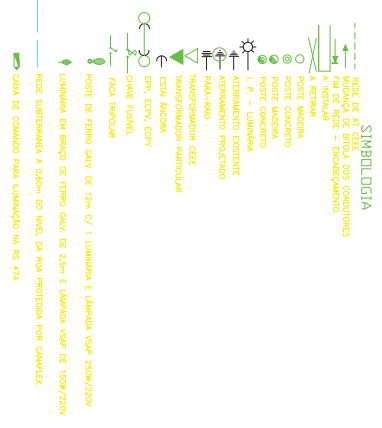 SIMBOLOGIA
REDE DE AT CEEE
MUDANÇA DE BITOLA DOS CONDUTORES
FIM DE REDE - ENCABEÇAMENTO.
A INSTALAR
A RETIRAR
POSTE MADEIRA
POSTE CONCRETO
POSTE MADEIRA
POSTE CONCRETO
I. P. - LUMINÁRIA
ATERRAMENTO EXISTENTE
ATERRAMENTO PROJETADO
PÁRA-RAIO
TRANSFORMADOR CEEE
TRANSFORMADOR PARTICULAR
ESTAI ÂNCORA
EPP, ECPV, ECPY
CHAVE FUSIVEL
FACA TRIPOLAR
POSTE DE FERRO GALV. DE 12m C/ 1 LUMINÁRIA E LÂMPADA VSAP 250W/220V
LUMINÁRIA EM BRAÇO DE FERRO GALV. DE 2,5m E LÂMPADA VSAP DE 150W/220V
REDE SUBTERRANEA A 0,80m DO NIVEL DA RUA PROTEGIDA POR CANAFLEX.
CAIXA DE COMANDO PARA ILUMINAÇÃO NA RS 474.